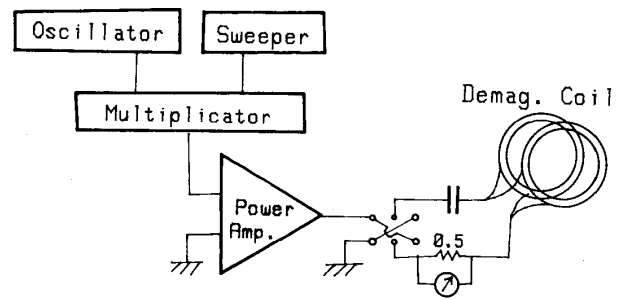 Oscillator
Sweeper
Multiplicator
Demag. Coil
Power
Amp.
0.5